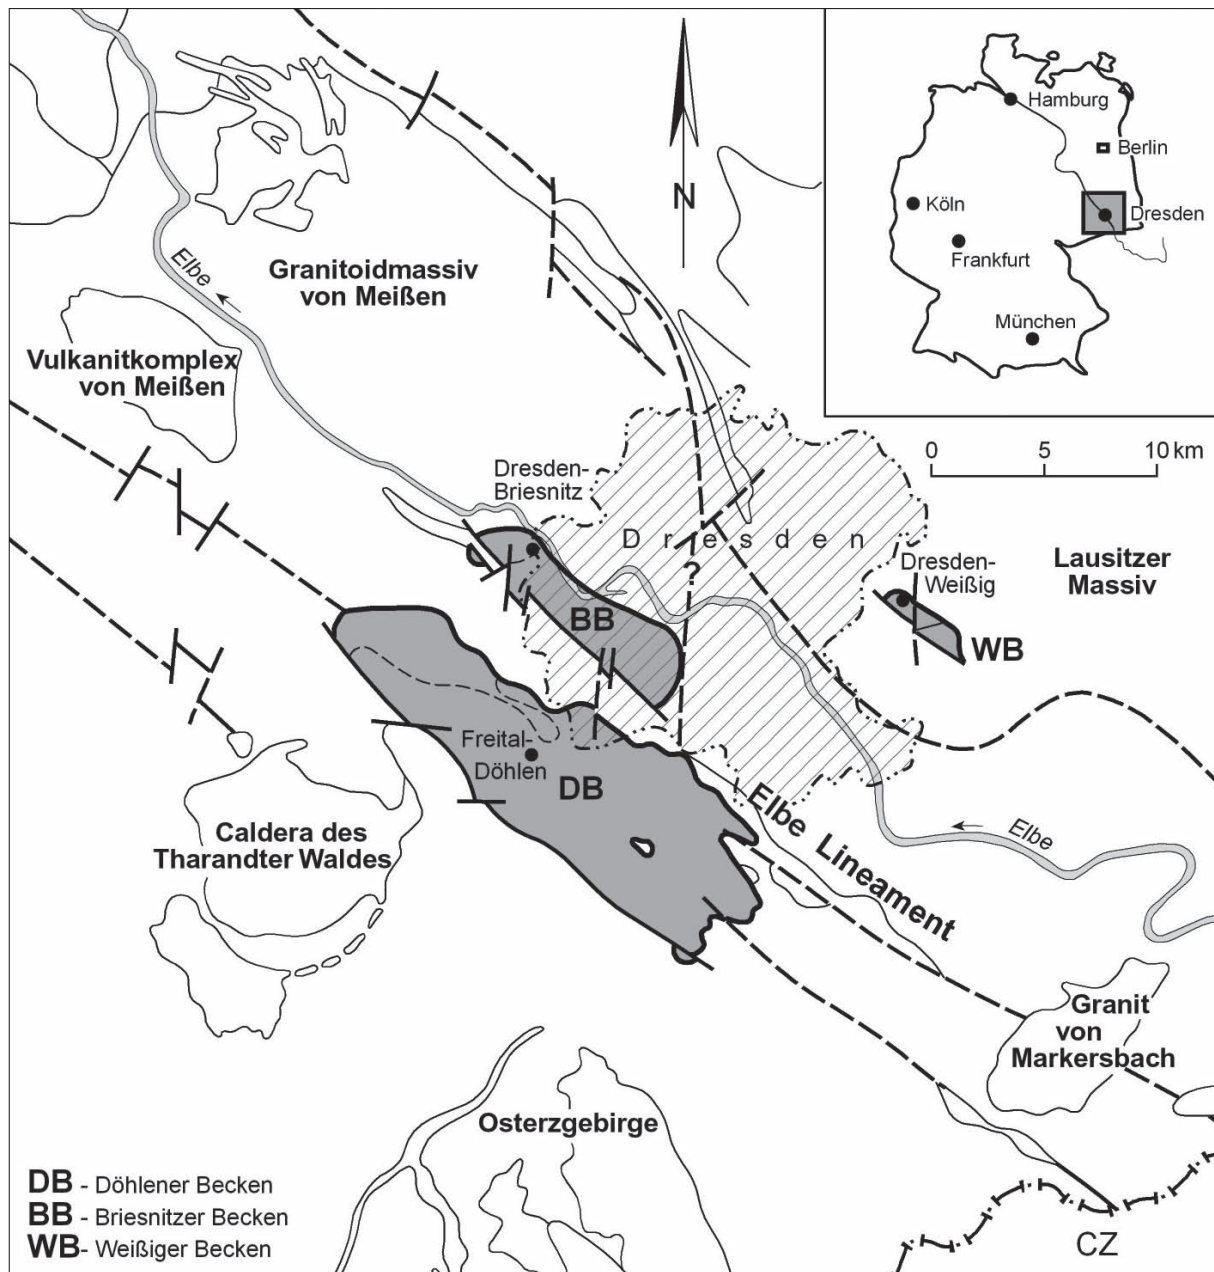 N
Hamburg
Berlin
Köln
Dresden
Frankfurt
München
0 5 10 km
Elbe
Granitoidmassiv
von Meißen
Vulkanitkomplex
von Meißen
Dresden-
Briesnitz
Dresden
?
Dresden-
Weißig
Lausitzer
Massiv
BB
WB
Freital-
Döhlen
DB
Elbe Lineament
Elbe
Caldera des
Tharandter Waldes
Granit
von
Markersbach
Osterzgebirge
CZ
DB - Döhlener Becken
BB - Briesnitzer Becken
WB- Weißiger Becken